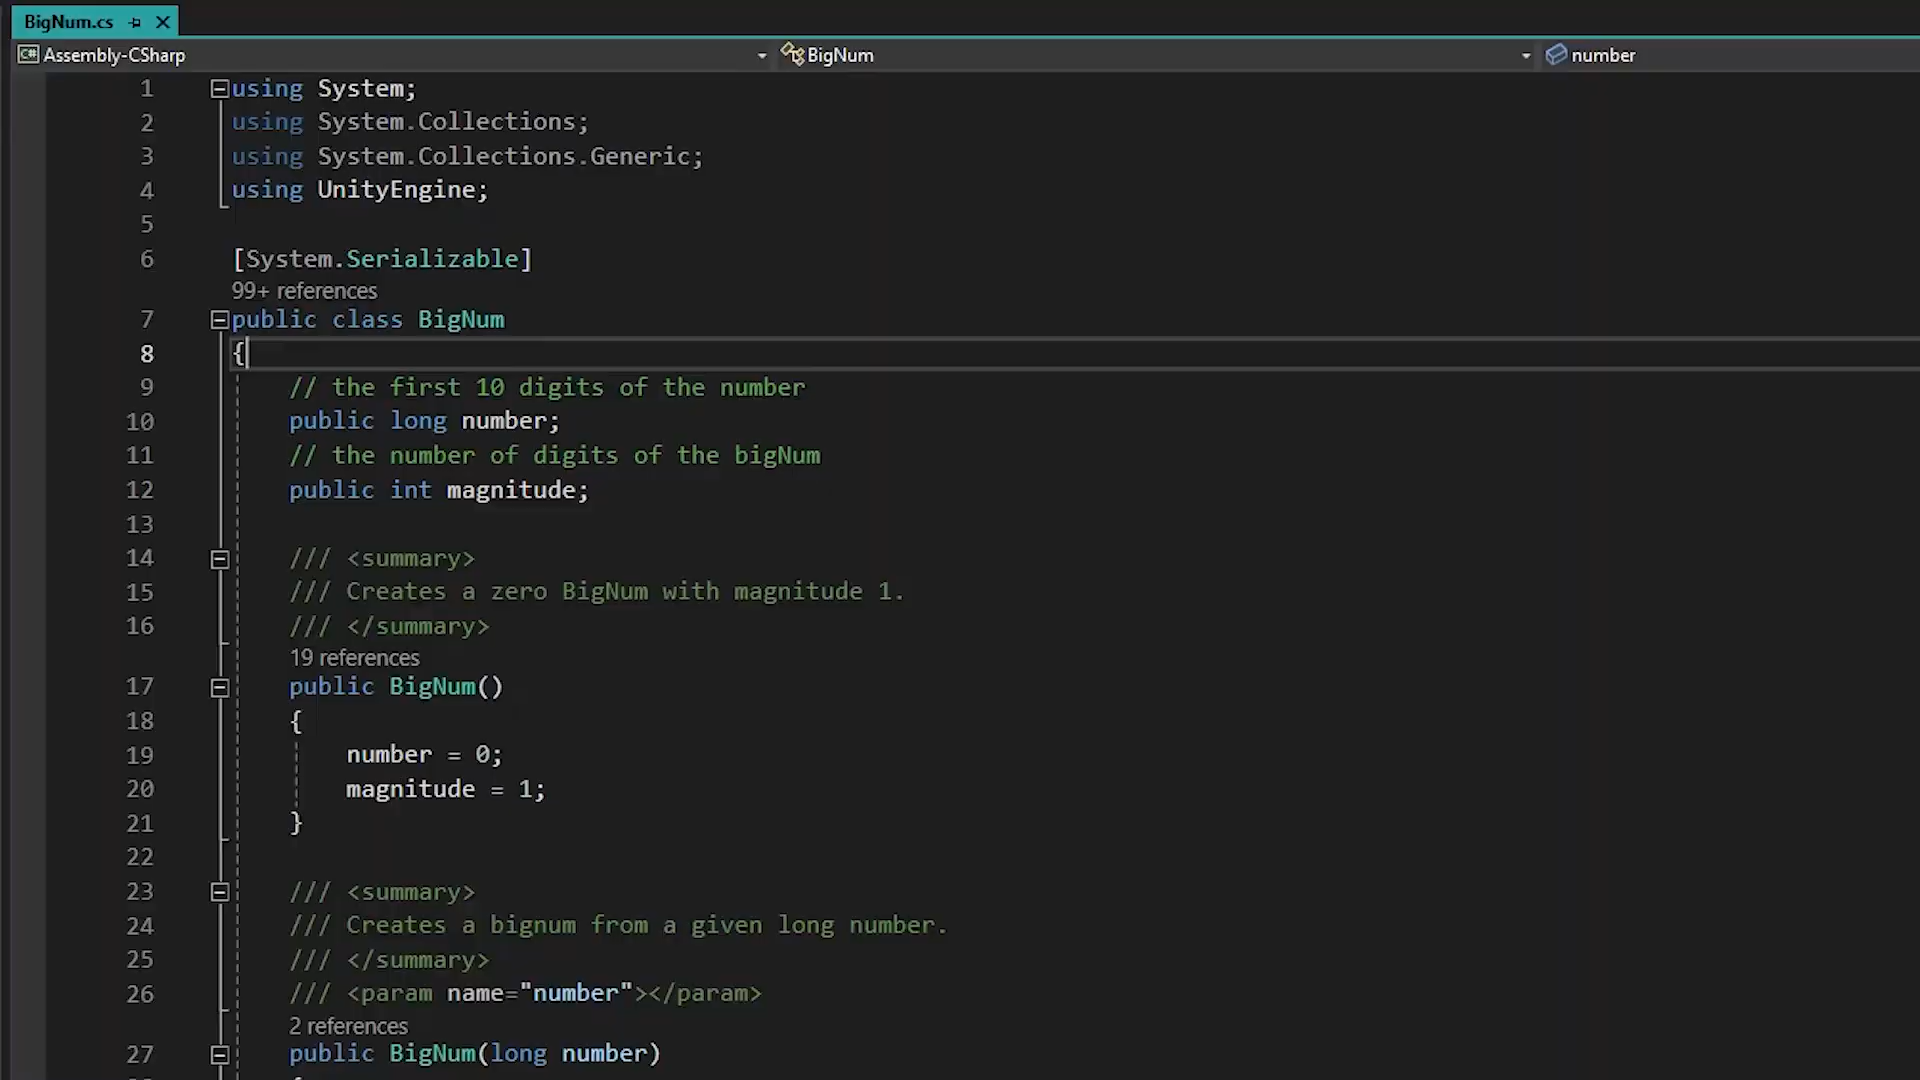 BigNum.cs
Assembly-CSharp BigNum number
1 using System;
2 using System.Collections;
3 using System.Collections.Generic;
4 using UnityEngine;
5
6 [System.Serializable]
99+ references
7 public class BigNum
8 {
9 // the first 10 digits of the number
10 public long number;
11 // the number of digits of the bigNum
12 public int magnitude;
13
14 /// <summary>
15 /// Creates a zero BigNum with magnitude 1.
16 /// </summary>
19 references
17 public BigNum()
18 {
19 number = 0;
20 magnitude = 1;
21 }
22
23 /// <summary>
24 /// Creates a bignum from a given long number.
25 /// </summary>
26 /// <param name="number"></param>
2 references
27 public BigNum(long number)